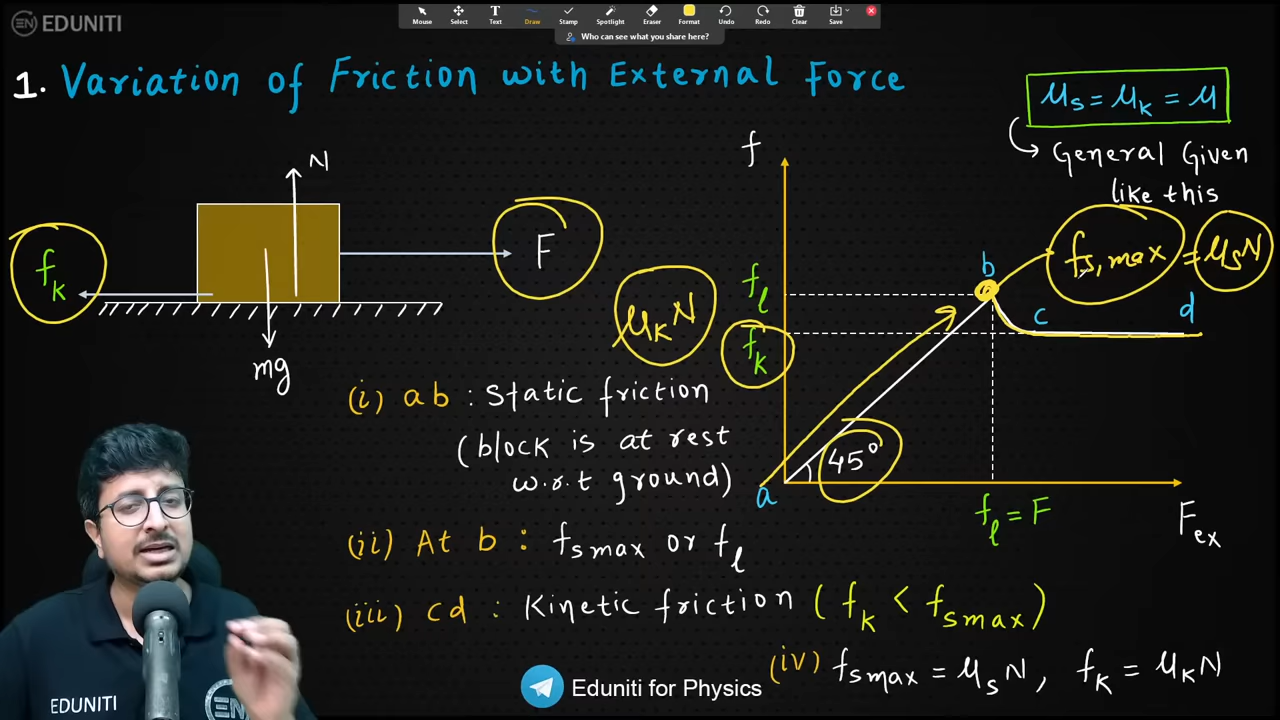 EN EDUNITI
Mouse Select Text Draw Stamp Spotlight Eraser Format Undo Redo Clear Save
Who can see what you share here?
1. Variation of Friction with External Force
μs = μk = μ
General Given
like this
f
N
fk
F
mg
μkN
fl
fk
b
fs,max = μsN
c
d
45°
a
fl = F
Fex
(i) ab : Static friction
(block is at rest
w.r.t ground)
(ii) At b : fsmax or fl
(iii) cd : Kinetic friction (fk < fsmax)
(iv) fsmax = μsN, fk = μkN
Eduniti for Physics
EDUNITI
EN